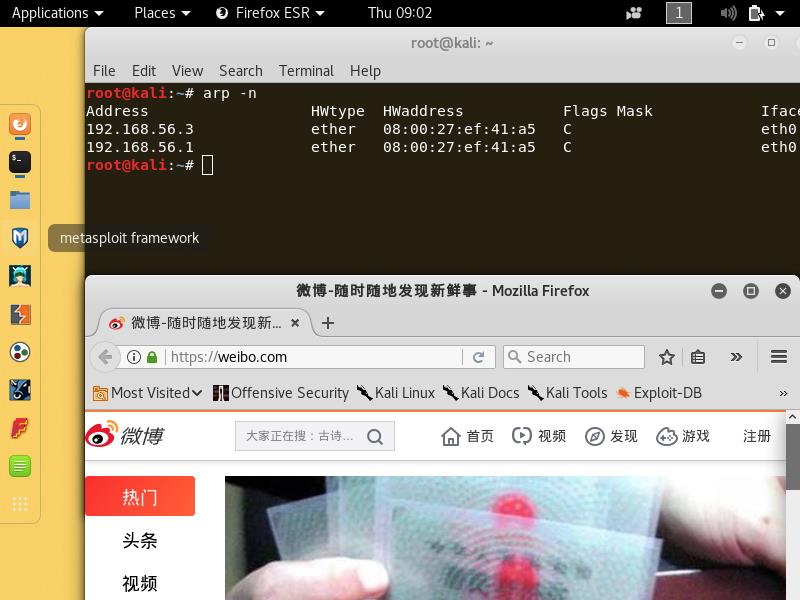 Applications Places Firefox ESR Thu 09:02 1
root@kali: ~
File Edit View Search Terminal Help
root@kali:~# arp -n
Address HWtype HWaddress Flags Mask Iface
192.168.56.3 ether 08:00:27:ef:41:a5 C eth0
192.168.56.1 ether 08:00:27:ef:41:a5 C eth0
root@kali:~#
metasploit framework
微博-随时随地发现新鲜事 - Mozilla Firefox
微博-随时随地发现新...
https://weibo.com Search
Most Visited Offensive Security Kali Linux Kali Docs Kali Tools Exploit-DB
微博 大家正在搜：古诗... 首页 视频 发现 游戏 注册
热门
头条
视频